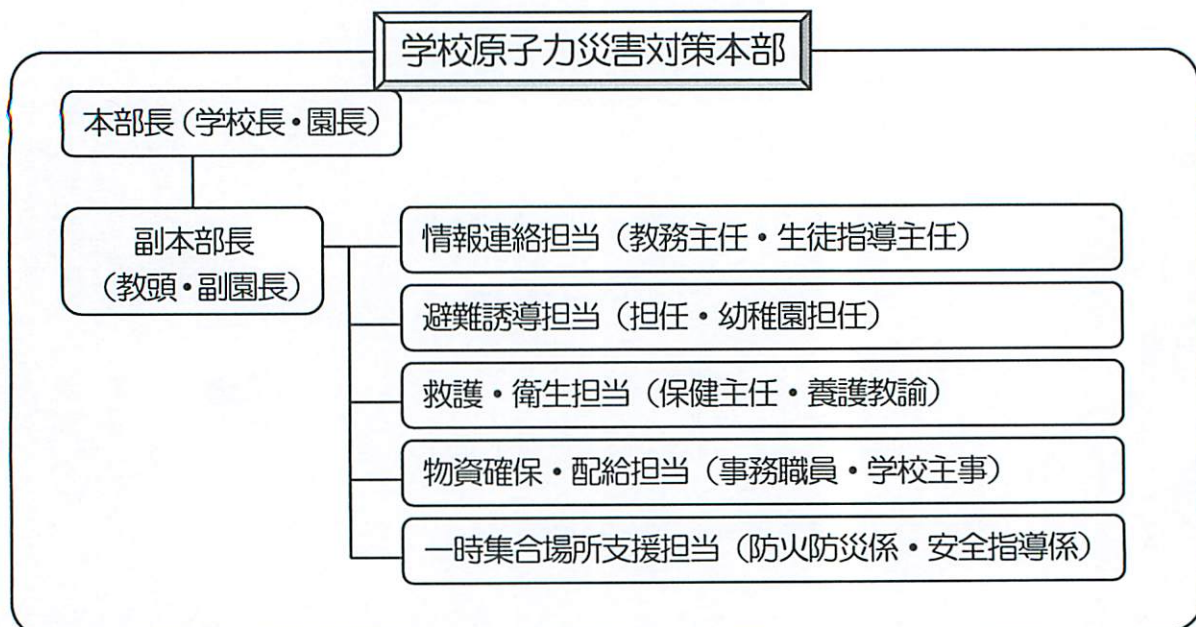 学校原子力災害対策本部
本部長（学校長・園長）
副本部長
（教頭・副園長）
情報連絡担当（教務主任・生徒指導主任）
避難誘導担当（担任・幼稚園担任）
救護・衛生担当（保健主任・養護教諭）
物資確保・配給担当（事務職員・学校主事）
一時集合場所支援担当（防火防災係・安全指導係）